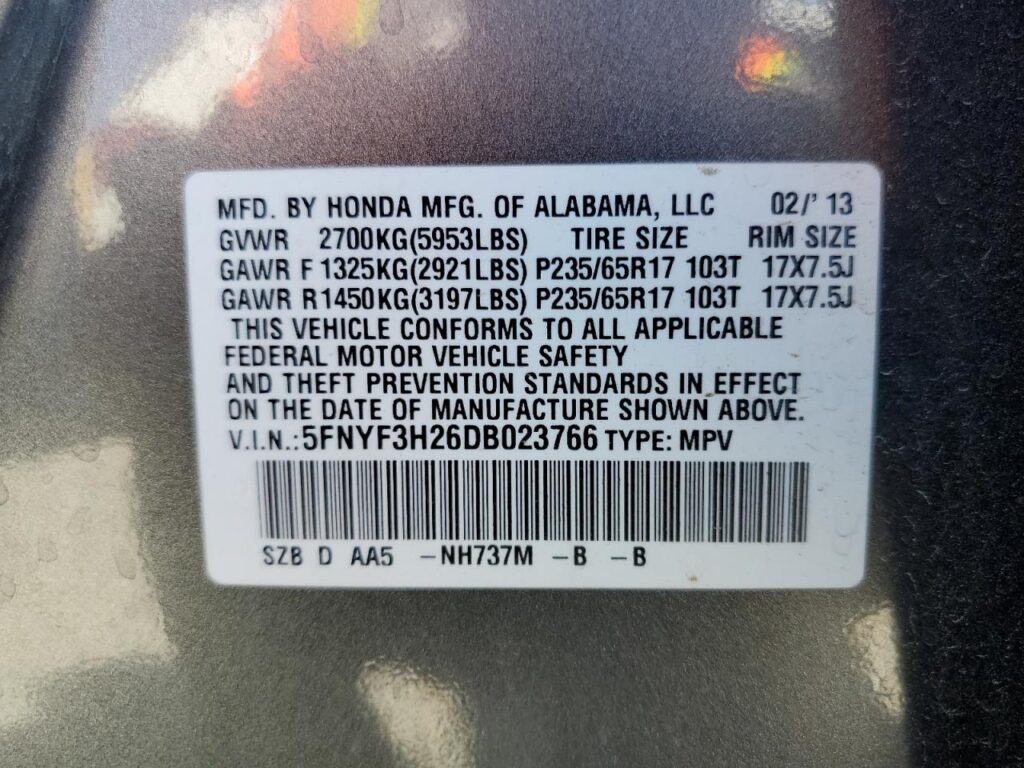 MFD. BY HONDA MFG. OF ALABAMA, LLC 02/' 13
GVWR 2700KG(5953LBS) TIRE SIZE RIM SIZE
GAWR F 1325KG(2921LBS) P235/65R17 103T 17X7.5J
GAWR R1450KG(3197LBS) P235/65R17 103T 17X7.5J
THIS VEHICLE CONFORMS TO ALL APPLICABLE
FEDERAL MOTOR VEHICLE SAFETY
AND THEFT PREVENTION STANDARDS IN EFFECT
ON THE DATE OF MANUFACTURE SHOWN ABOVE.
V.I.N.:5FNYF3H26DB023766 TYPE: MPV
SZB D AA5 -NH737M -B -B